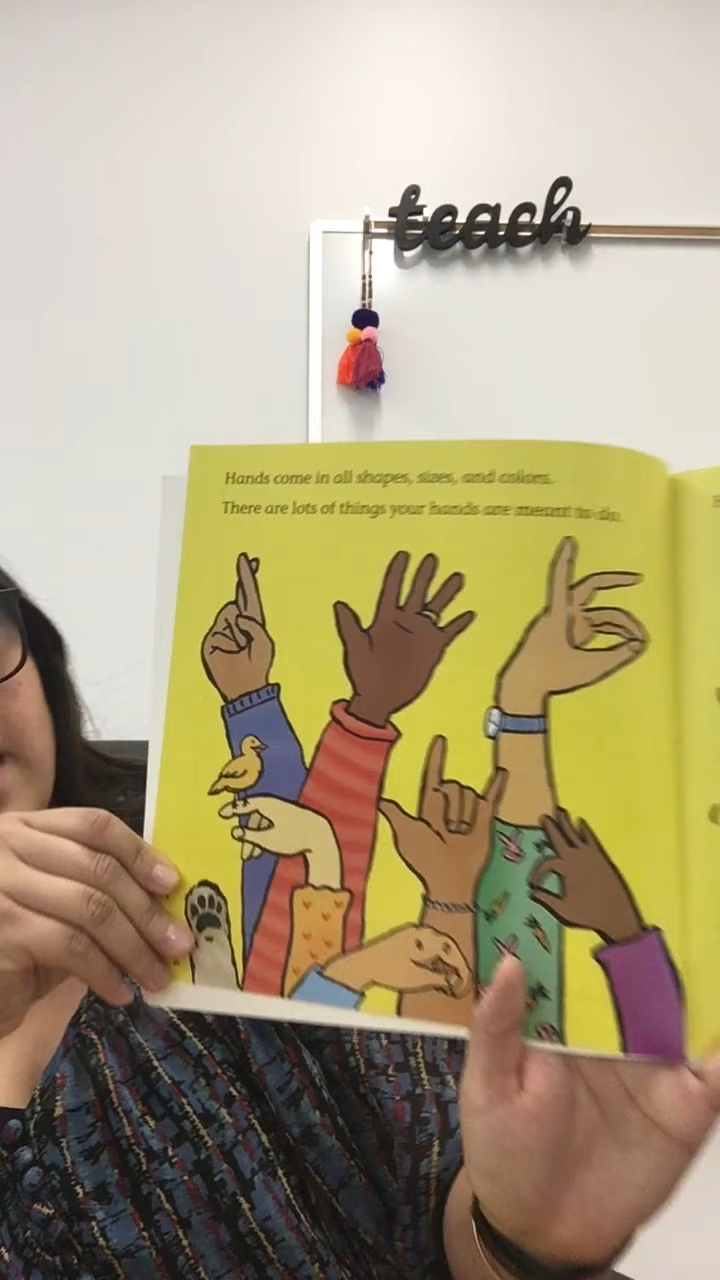 teach
Hands come in all shapes, sizes, and colors.
There are lots of things your hands are meant to do.